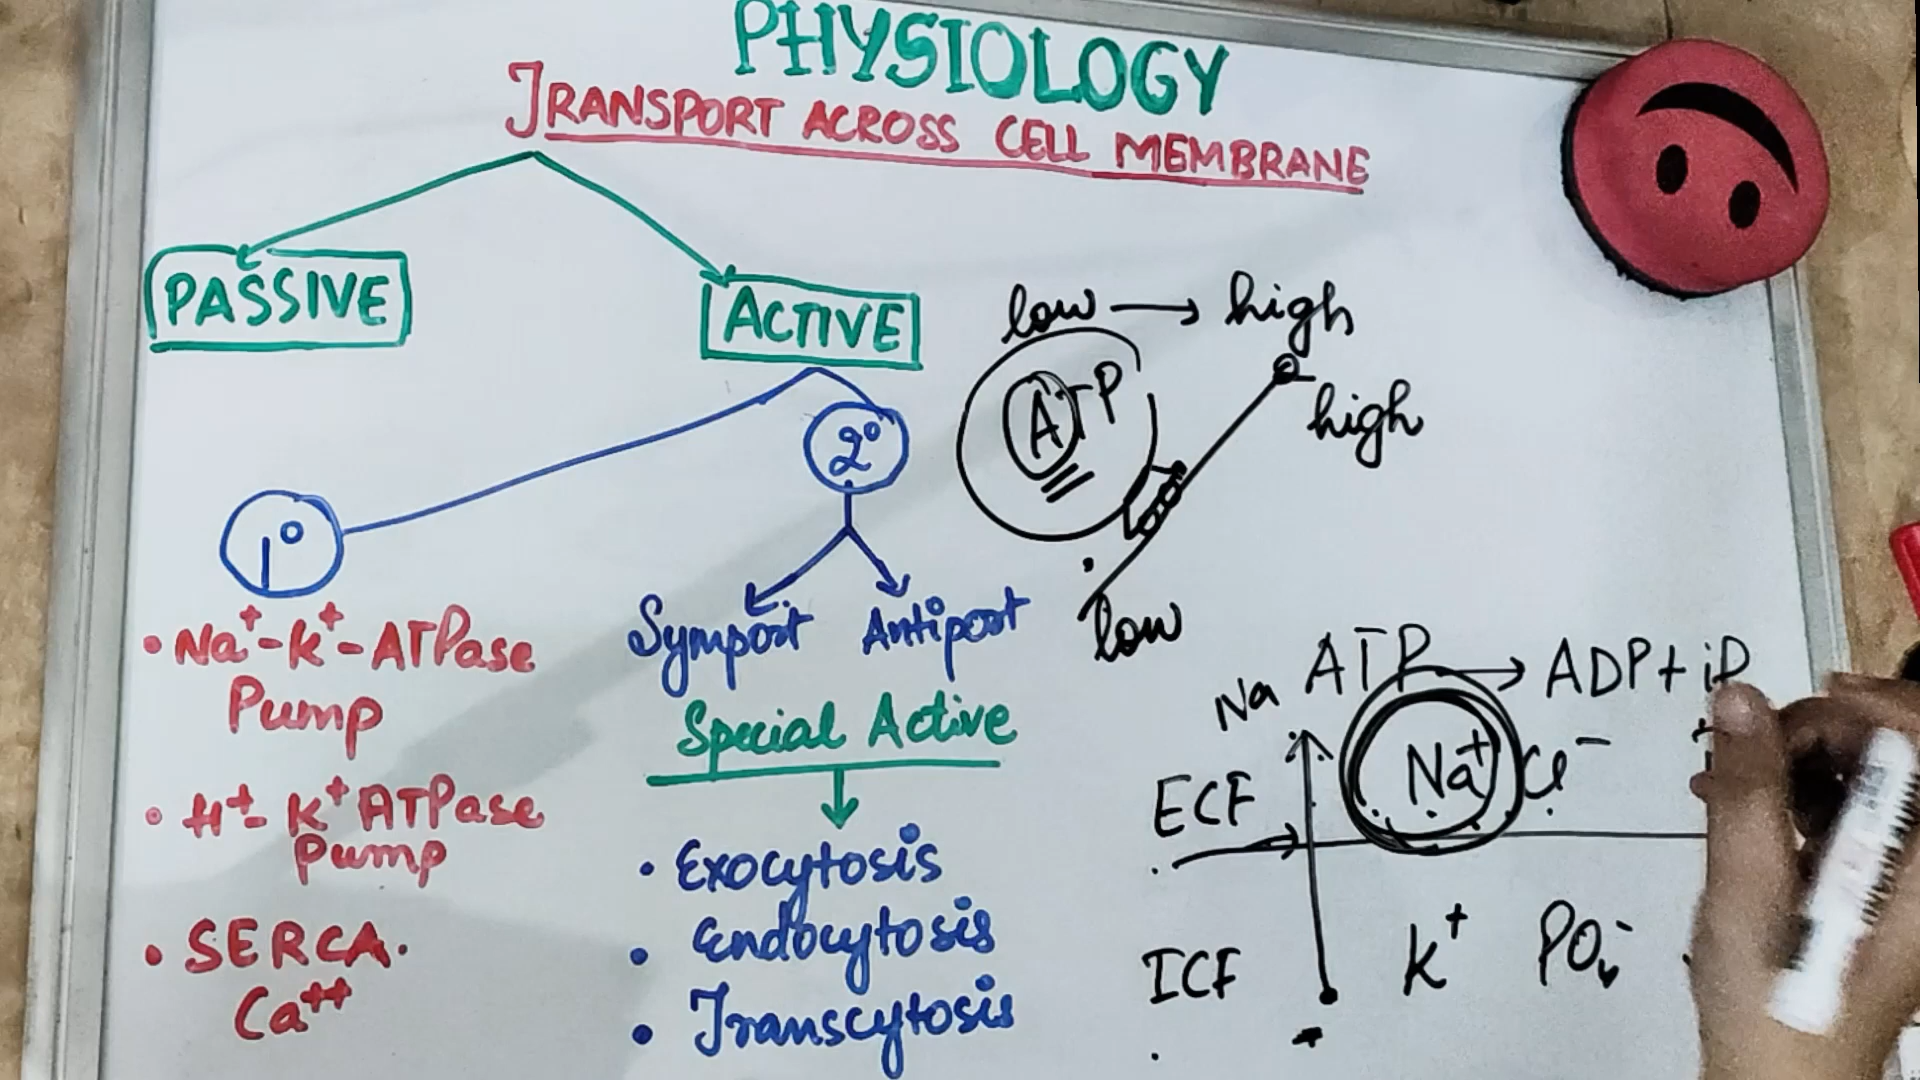 PHYSIOLOGY
TRANSPORT ACROSS CELL MEMBRANE
PASSIVE
ACTIVE
low → high
ATP
high
low
1°
2°
Symport Antiport
• Na⁺-K⁺-ATPase
Pump
• H⁺- K⁺ATPase
Pump
• SERCA.
Ca⁺⁺
Special Active
• Exocytosis
• Endocytosis
• Transcytosis
ATP → ADP + iP
Na
ECF Na⁺ Cl⁻
ICF K⁺ PO₄⁻